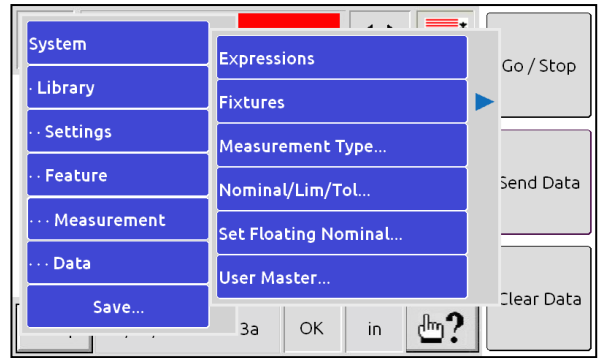 System
· Library
·· Settings
·· Feature
··· Measurement
··· Data
Save...
Expressions
Fixtures
Measurement Type...
Nominal/Lim/Tol...
Set Floating Nominal...
User Master...
Go / Stop
Send Data
Clear Data
3a
OK
in
?